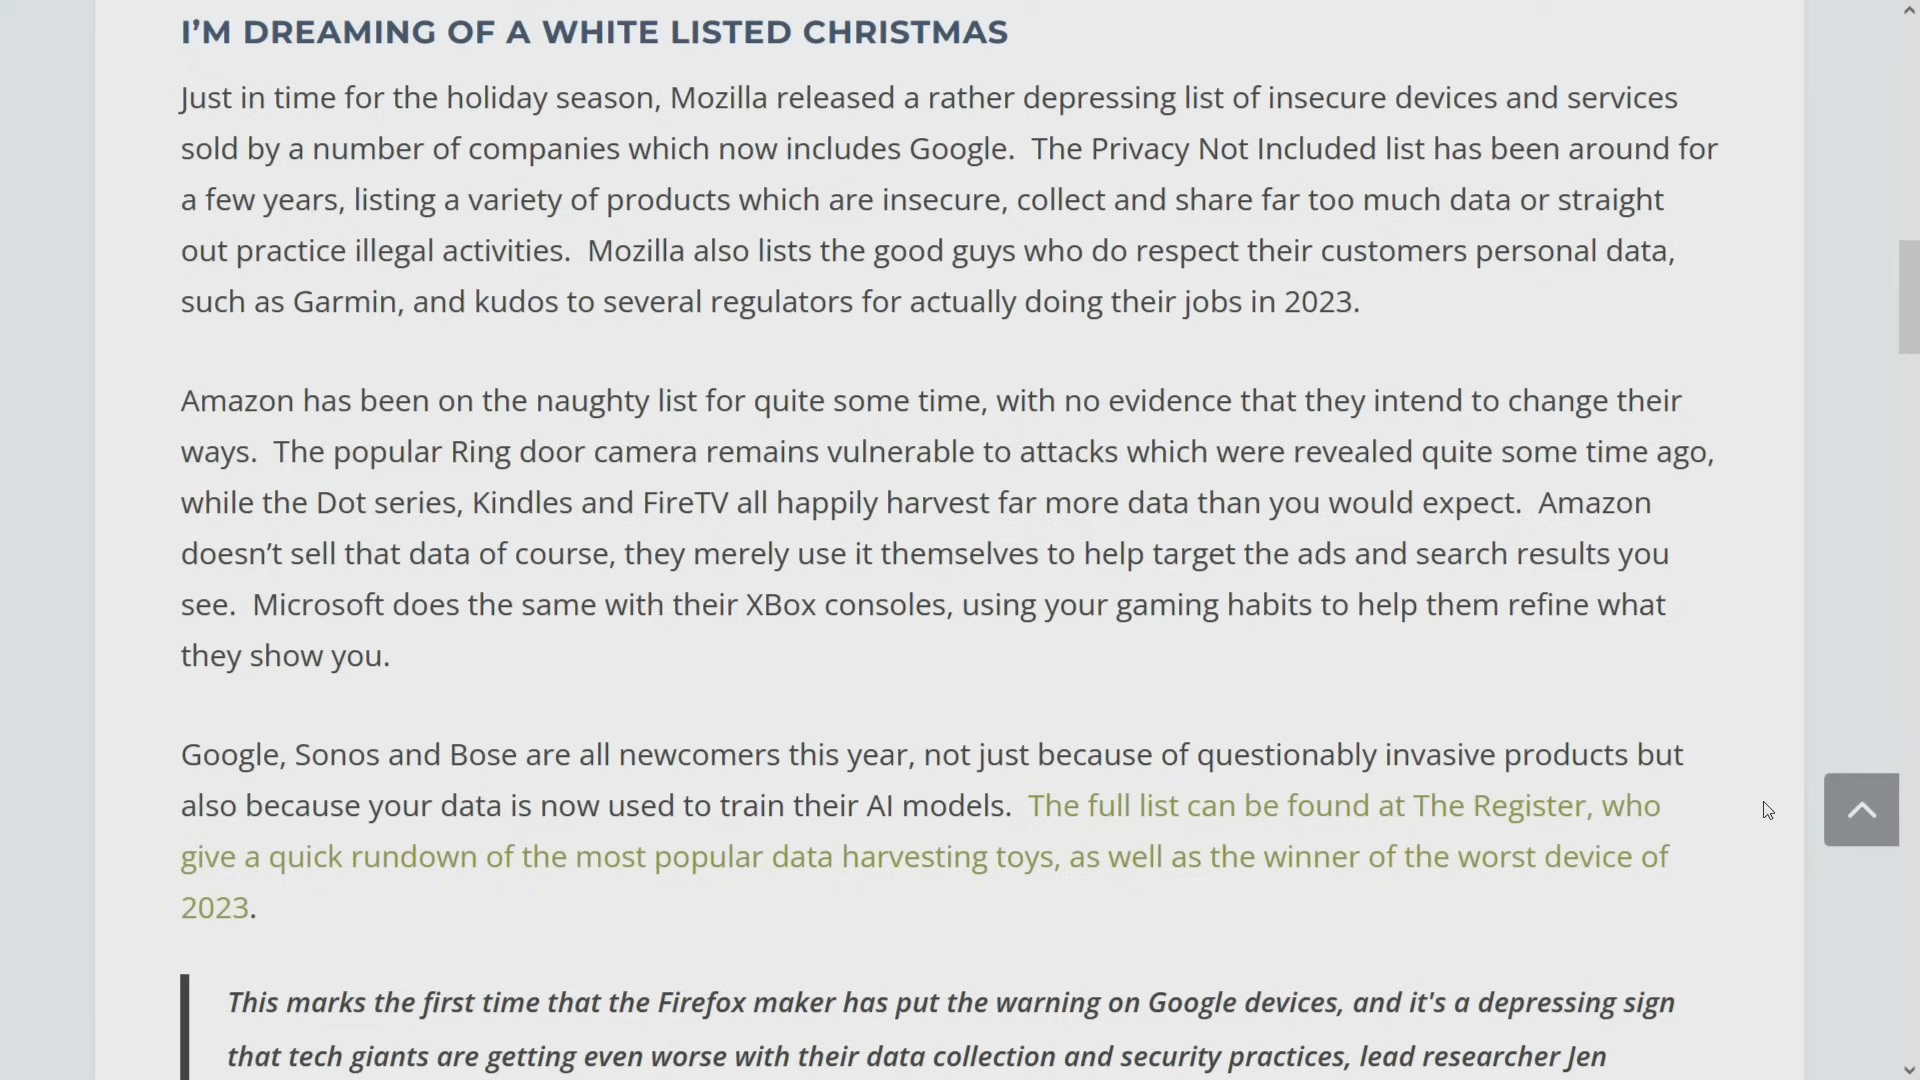 I’M DREAMING OF A WHITE LISTED CHRISTMAS
Just in time for the holiday season, Mozilla released a rather depressing list of insecure devices and services
sold by a number of companies which now includes Google.  The Privacy Not Included list has been around for
a few years, listing a variety of products which are insecure, collect and share far too much data or straight
out practice illegal activities.  Mozilla also lists the good guys who do respect their customers personal data,
such as Garmin, and kudos to several regulators for actually doing their jobs in 2023.
Amazon has been on the naughty list for quite some time, with no evidence that they intend to change their
ways.  The popular Ring door camera remains vulnerable to attacks which were revealed quite some time ago,
while the Dot series, Kindles and FireTV all happily harvest far more data than you would expect.  Amazon
doesn’t sell that data of course, they merely use it themselves to help target the ads and search results you
see.  Microsoft does the same with their XBox consoles, using your gaming habits to help them refine what
they show you.
Google, Sonos and Bose are all newcomers this year, not just because of questionably invasive products but
also because your data is now used to train their AI models.  The full list can be found at The Register, who
give a quick rundown of the most popular data harvesting toys, as well as the winner of the worst device of
2023.
This marks the first time that the Firefox maker has put the warning on Google devices, and it's a depressing sign
that tech giants are getting even worse with their data collection and security practices, lead researcher Jen